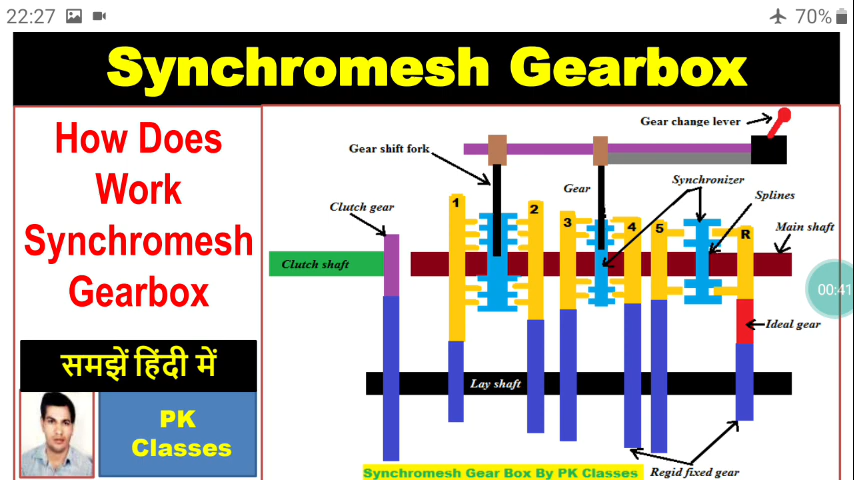 22:27
70%
Synchromesh Gearbox
How Does
Work
Synchromesh
Gearbox
समझें हिंदी में
PK
Classes
Gear change lever
Gear shift fork
Gear
Synchronizer
Splines
Clutch gear
Main shaft
1
2
3
4
5
R
Clutch shaft
00:41
Ideal gear
Lay shaft
Synchromesh Gear Box By PK Classes
Regid fixed gear